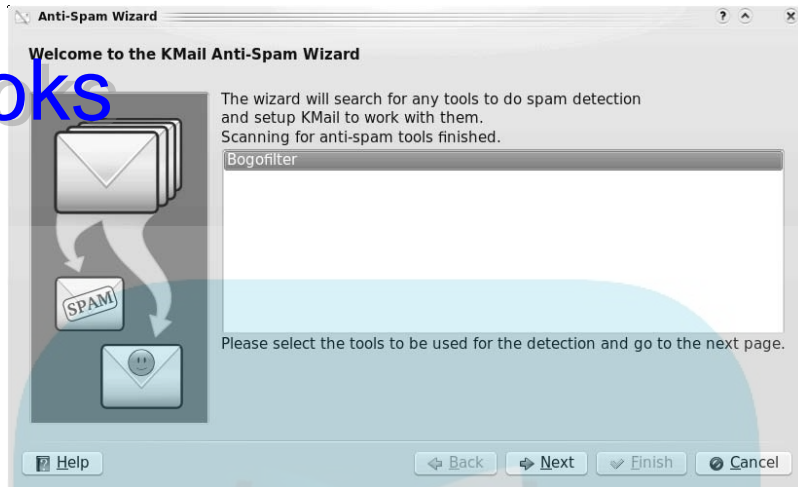 Anti-Spam Wizard
Welcome to the KMail Anti-Spam Wizard
oks
The wizard will search for any tools to do spam detection
and setup KMail to work with them.
Scanning for anti-spam tools finished.
Bogofilter
SPAM
Please select the tools to be used for the detection and go to the next page.
Help
Back
Next
Finish
Cancel